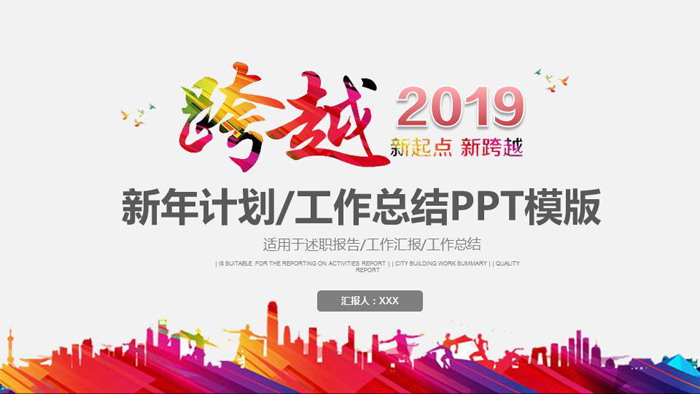 跨越 2019
新起点 新跨越
新年计划/工作总结PPT模版
适用于述职报告/工作汇报/工作总结
| IS SUITABLE FOR THE REPORTING ON ACTIVITIES REPORT | | CITY BUILDING WORK SUMMARY | | QUALITY
REPORT
汇报人：XXX